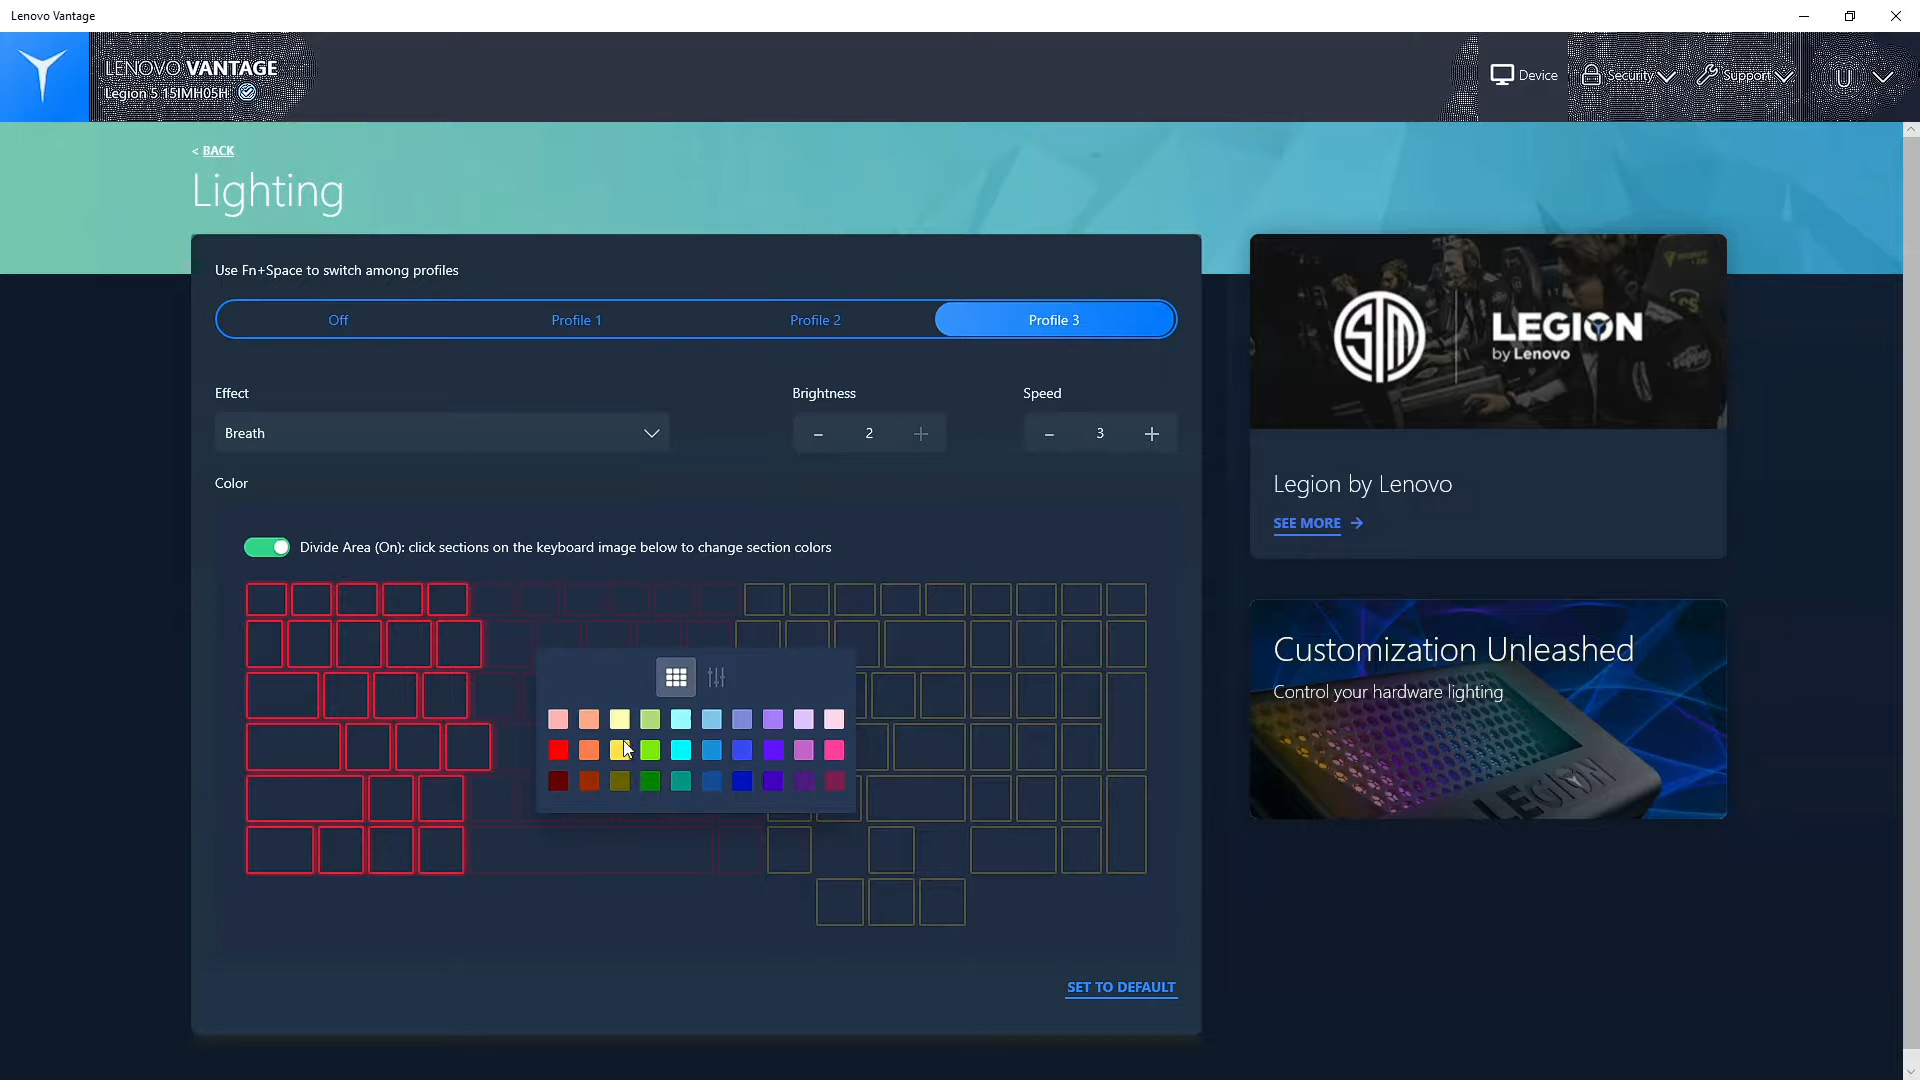 Lenovo Vantage
LENOVO VANTAGE
Legion 5 15IMH05H
Device
Security
Support
U
< BACK
Lighting
Use Fn+Space to switch among profiles
Off
Profile 1
Profile 2
Profile 3
Effect
Brightness
Speed
Breath
2
3
Color
Divide Area (On): click sections on the keyboard image below to change section colors
SET TO DEFAULT
LEGION
by Lenovo
Legion by Lenovo
SEE MORE
Customization Unleashed
Control your hardware lighting
LEGION